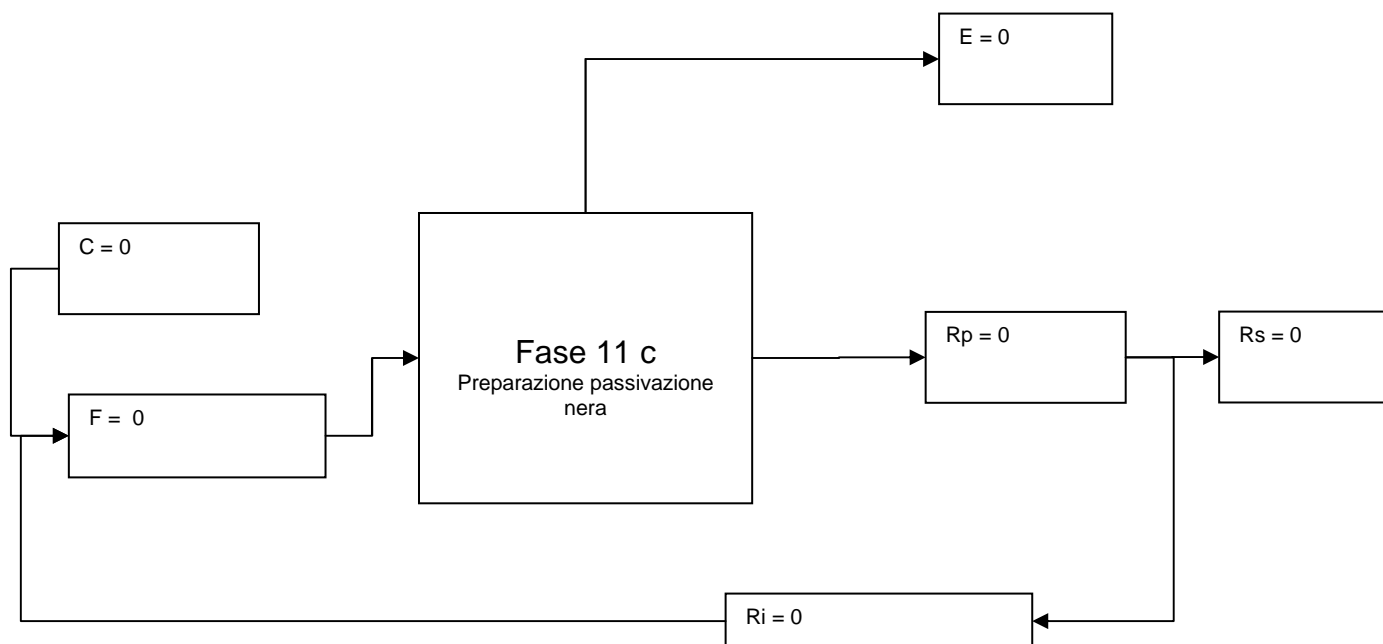 E = 0
C = 0
Fase 11 c
Preparazione passivazione
nera
Rp = 0
Rs = 0
F = 0
Ri = 0